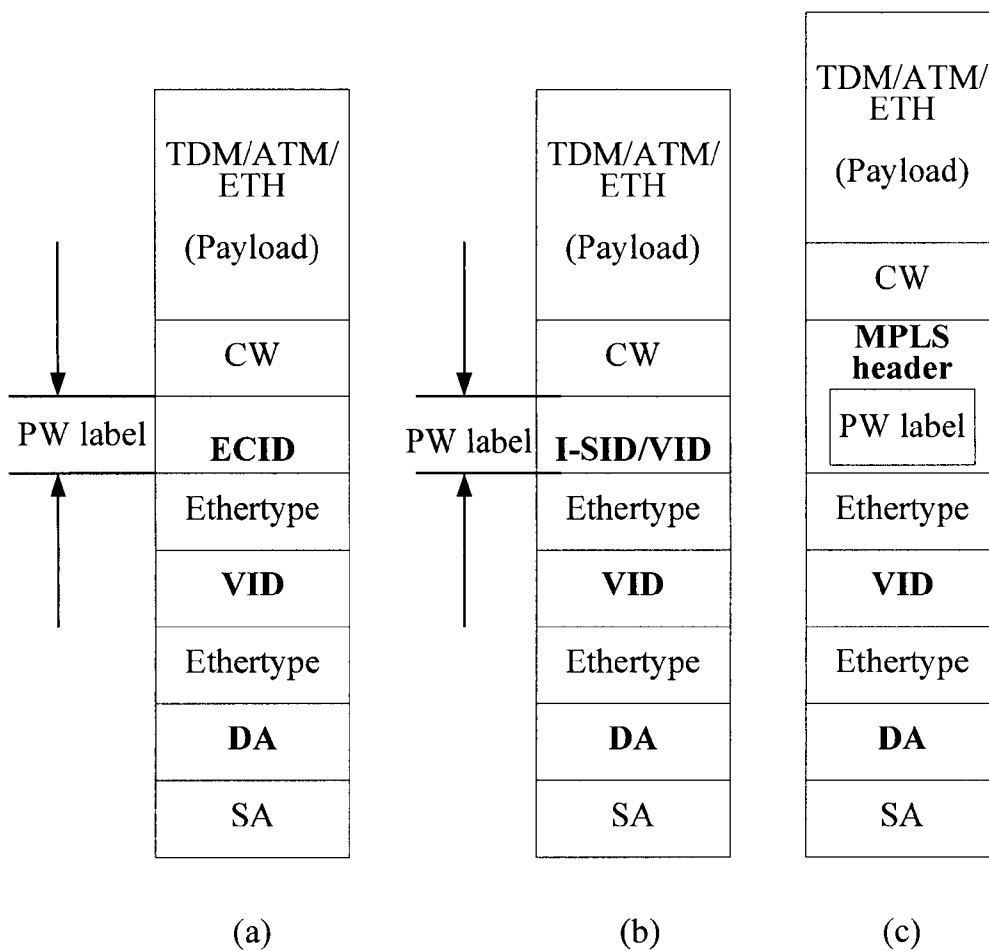 TDM/ATM/
ETH
(Payload)
CW
PW label
ECID
Ethertype
VID
Ethertype
DA
SA
(a)
TDM/ATM/
ETH
(Payload)
CW
PW label
I-SID/VID
Ethertype
VID
Ethertype
DA
SA
(b)
TDM/ATM/
ETH
(Payload)
CW
MPLS
header
PW label
Ethertype
VID
Ethertype
DA
SA
(c)